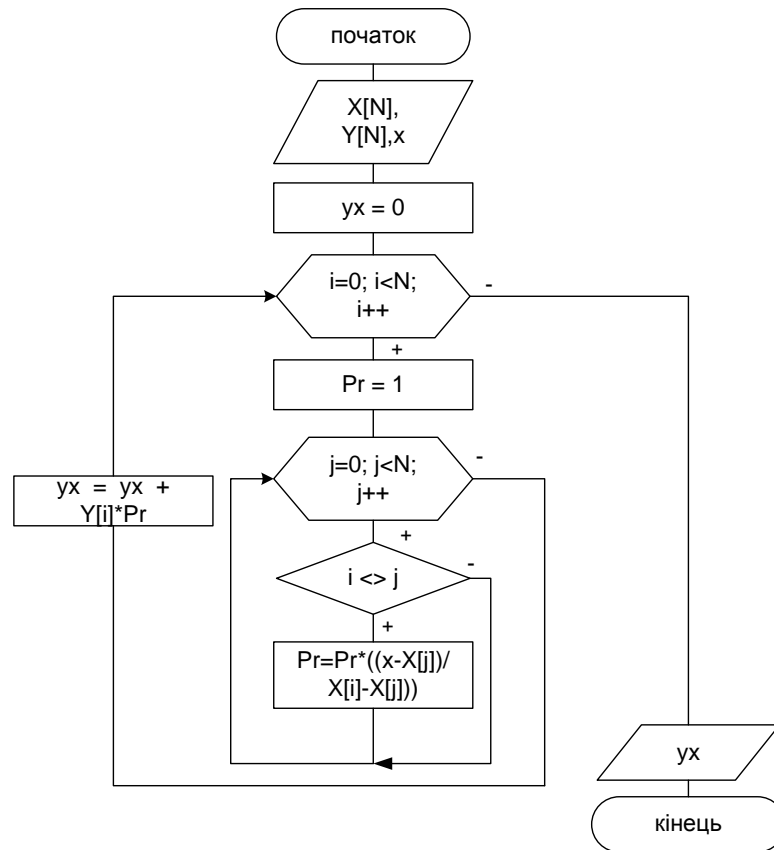 початок
X[N],
Y[N],x
yx = 0
i=0; i<N;
i++
-
+
Pr = 1
j=0; j<N;
j++
-
yx = yx +
Y[i]*Pr
+
i <> j
-
+
Pr=Pr*((x-X[j])/
X[i]-X[j]))
yx
кінець